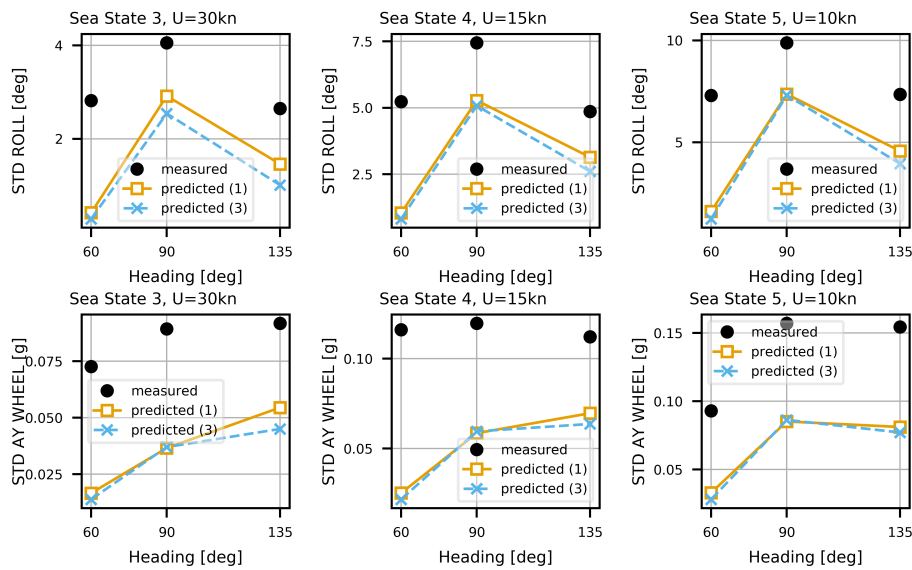 Sea State 3, U=30kn
Sea State 4, U=15kn
Sea State 5, U=10kn
STD ROLL [deg]
4
2
measured
predicted (1)
predicted (3)
60
90
135
Heading [deg]
STD ROLL [deg]
7.5
5.0
2.5
measured
predicted (1)
predicted (3)
60
90
135
Heading [deg]
STD ROLL [deg]
10
5
measured
predicted (1)
predicted (3)
60
90
135
Heading [deg]
Sea State 3, U=30kn
Sea State 4, U=15kn
Sea State 5, U=10kn
STD AY WHEEL [g]
0.075
0.050
0.025
measured
predicted (1)
predicted (3)
60
90
135
Heading [deg]
STD AY WHEEL [g]
0.10
0.05
measured
predicted (1)
predicted (3)
60
90
135
Heading [deg]
STD AY WHEEL [g]
0.15
0.10
0.05
measured
predicted (1)
predicted (3)
60
90
135
Heading [deg]